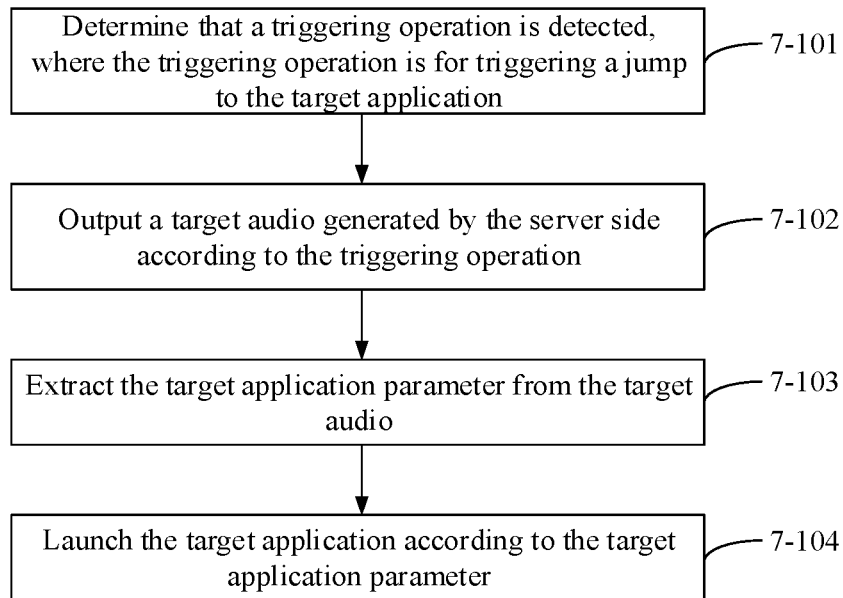 Determine that a triggering operation is detected,
where the triggering operation is for triggering a jump
to the target application
7-101
Output a target audio generated by the server side
according to the triggering operation
7-102
Extract the target application parameter from the target
audio
7-103
Launch the target application according to the target
application parameter
7-104